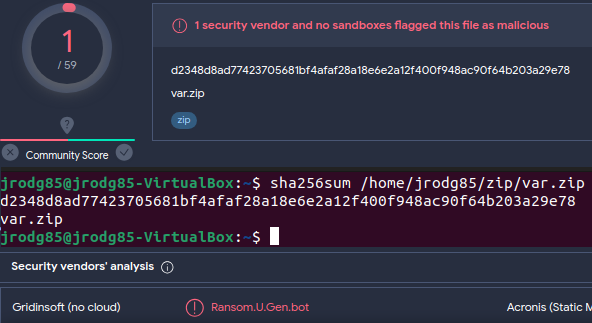 1
/ 59
?
Community Score
1 security vendor and no sandboxes flagged this file as malicious
d2348d8ad77423705681bf4afaf28a18e6e2a12f400f948ac90f64b203a29e78
var.zip
zip
jrodg85@jrodg85-VirtualBox:~$ sha256sum /home/jrodg85/zip/var.zip
d2348d8ad77423705681bf4afaf28a18e6e2a12f400f948ac90f64b203a29e78
var.zip
jrodg85@jrodg85-VirtualBox:~$
Security vendors' analysis
Gridinsoft (no cloud)
Ransom.U.Gen.bot
Acronis (Static M